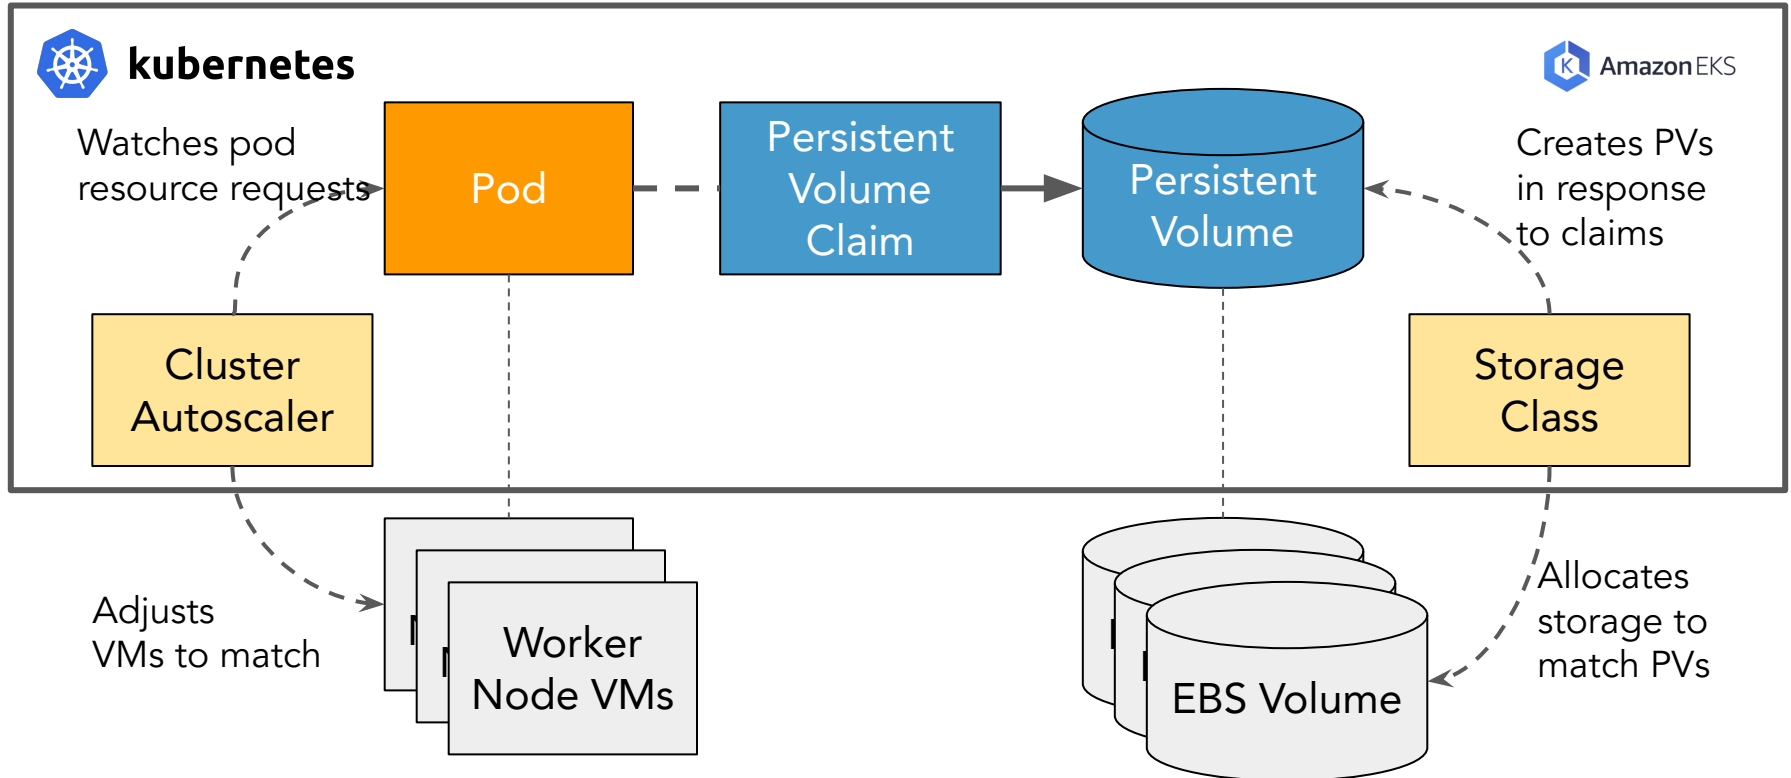 kubernetes
Amazon EKS
Watches pod
resource requests
Pod
Persistent
Volume
Claim
Persistent
Volume
Creates PVs
in response
to claims
Cluster
Autoscaler
Storage
Class
Adjusts
VMs to match
Worker
Node VMs
EBS Volume
Allocates
storage to
match PVs